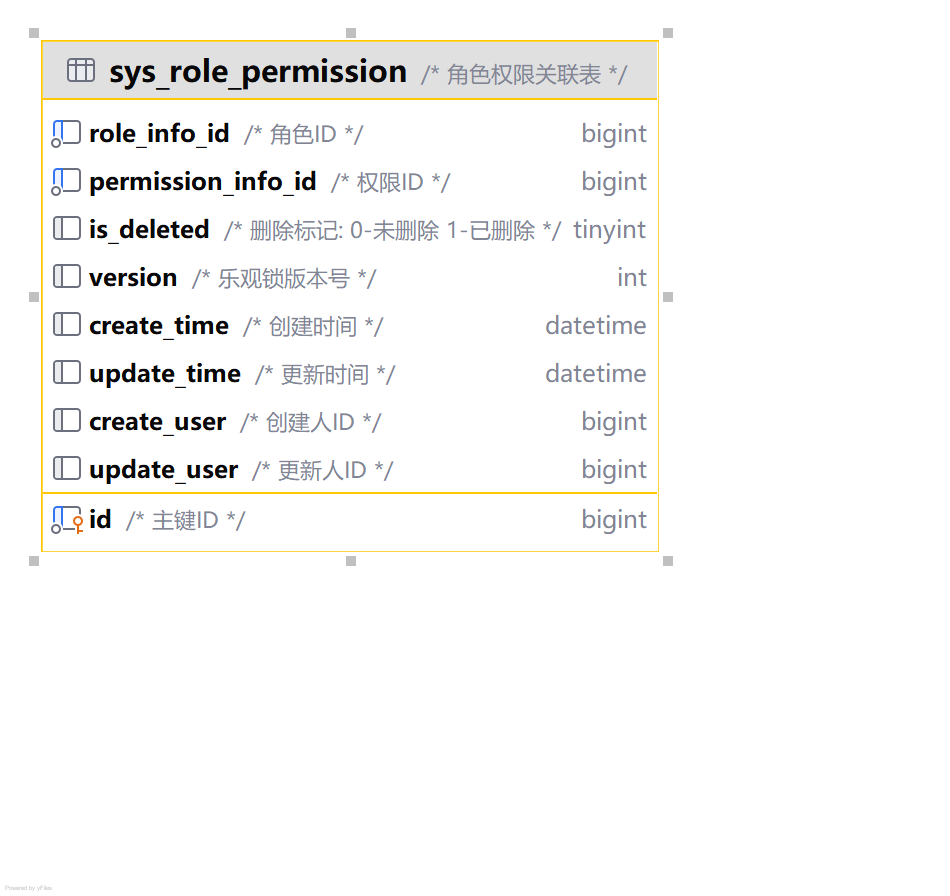 sys_role_permission /* 角色权限关联表 */
role_info_id /* 角色ID */ bigint
permission_info_id /* 权限ID */ bigint
is_deleted /* 删除标记: 0-未删除 1-已删除 */ tinyint
version /* 乐观锁版本号 */ int
create_time /* 创建时间 */ datetime
update_time /* 更新时间 */ datetime
create_user /* 创建人ID */ bigint
update_user /* 更新人ID */ bigint
id /* 主键ID */ bigint
Powered by yFiles